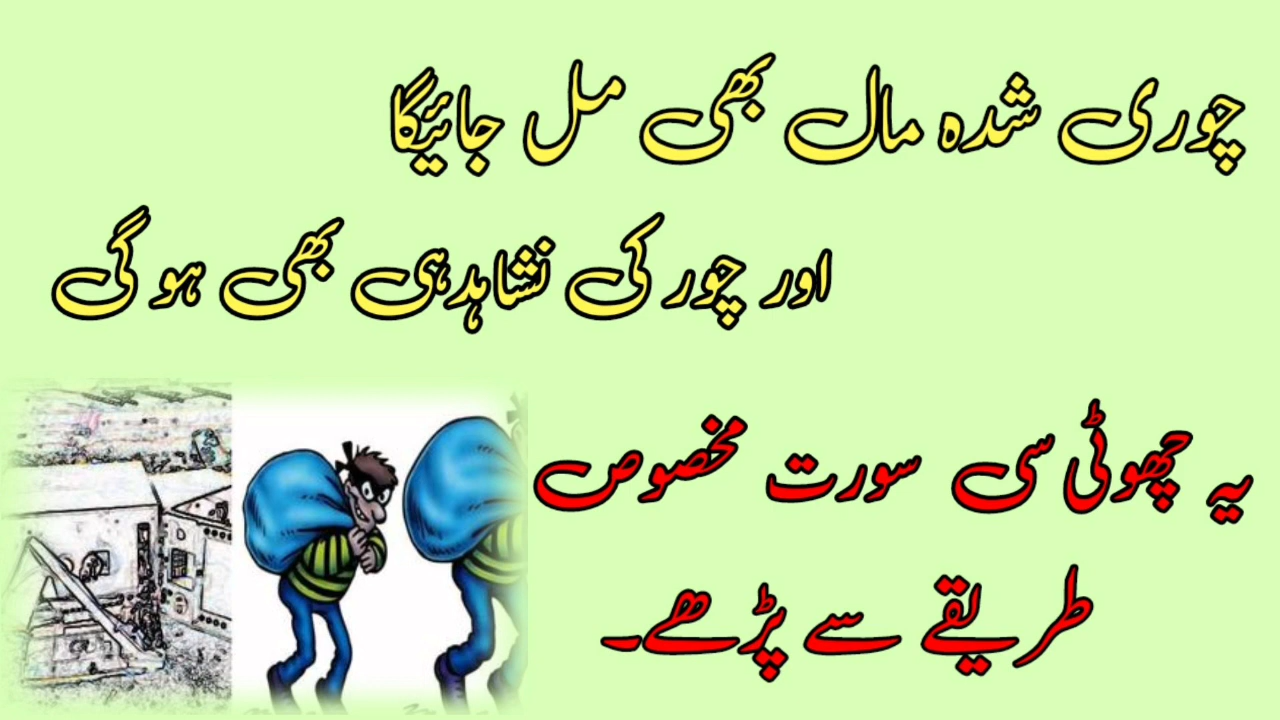 چوری شدہ مال بھی مل جائیگا
اور چور کی نشاہدہی بھی ہو گی
یہ چھوٹی سی سورت مخصوص
طریقے سے پڑھے۔